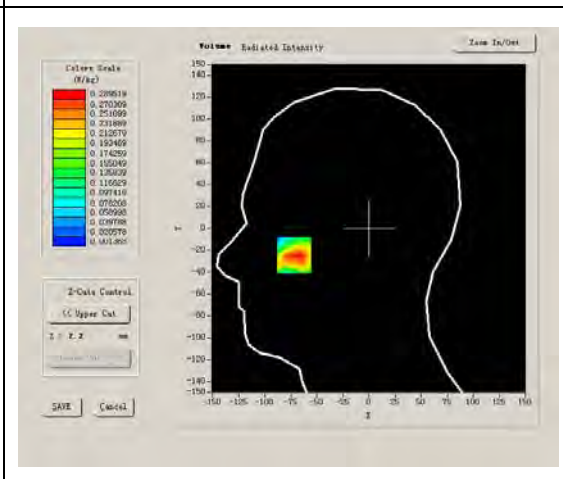 Volume Radiated Intensity
Zoom In/Out
Colors Scale
(W/kg)
0.289519
0.270309
0.251099
0.231889
0.212679
0.193469
0.174259
0.155049
0.135839
0.116629
0.097418
0.078208
0.058998
0.039788
0.020578
150
140
120
100
80
60
40
20
0
-20
-40
-60
-80
-100
-120
-140
-150
Y
-150 -125 -100 -75 -50 -25 0 25 50 75 100 125 150
X
Z-Cuts Control
<< Upper Cut
Z : 2.2 mm
SAVE Cancel